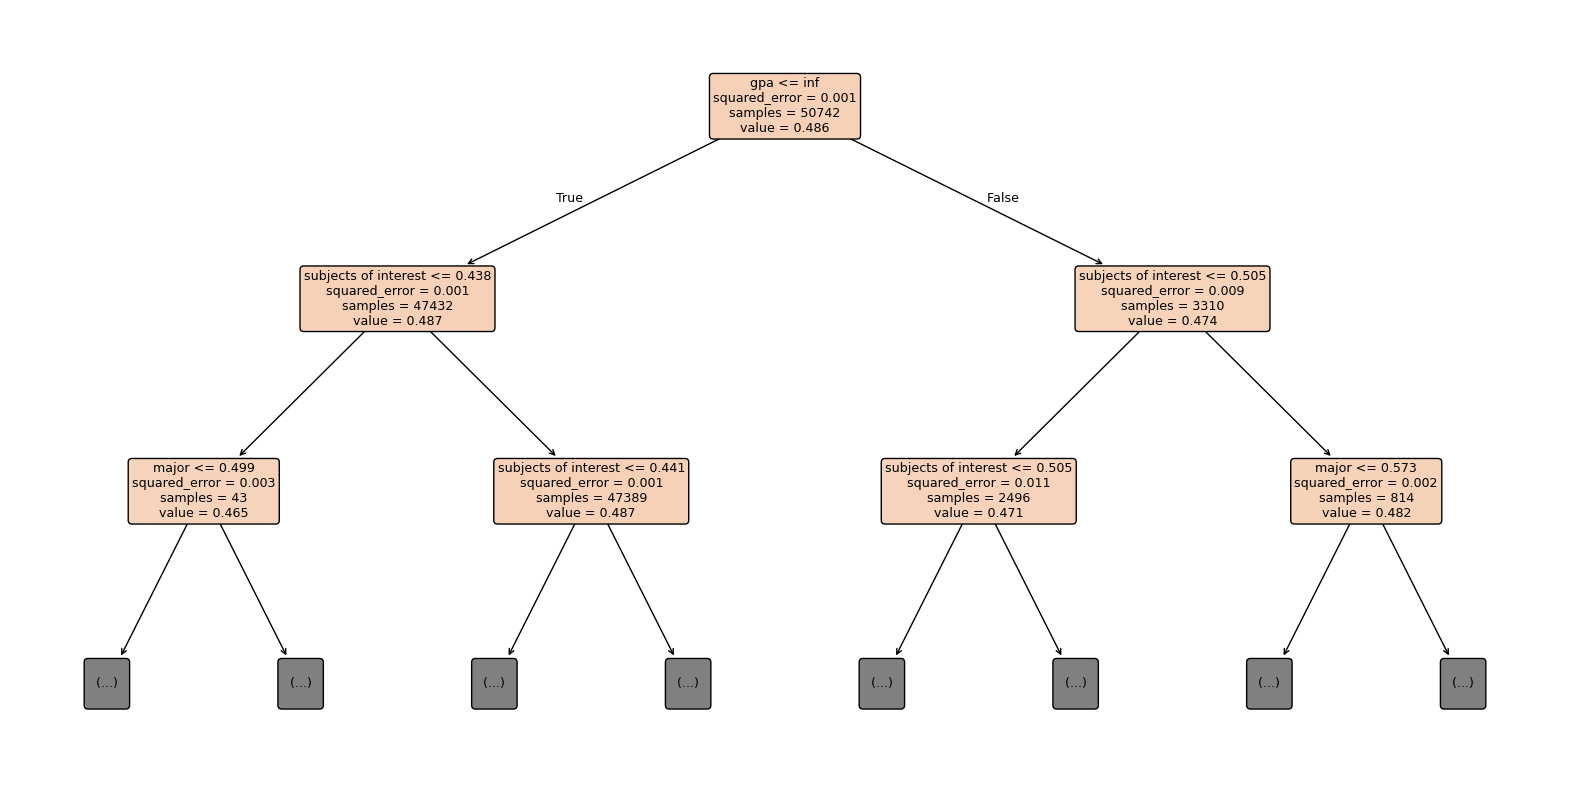 gpa <= inf
squared_error = 0.001
samples = 50742
value = 0.486
True
False
subjects of interest <= 0.438
squared_error = 0.001
samples = 47432
value = 0.487
subjects of interest <= 0.505
squared_error = 0.009
samples = 3310
value = 0.474
major <= 0.499
squared_error = 0.003
samples = 43
value = 0.465
subjects of interest <= 0.441
squared_error = 0.001
samples = 47389
value = 0.487
subjects of interest <= 0.505
squared_error = 0.011
samples = 2496
value = 0.471
major <= 0.573
squared_error = 0.002
samples = 814
value = 0.482
(...)
(...)
(...)
(...)
(...)
(...)
(...)
(...)